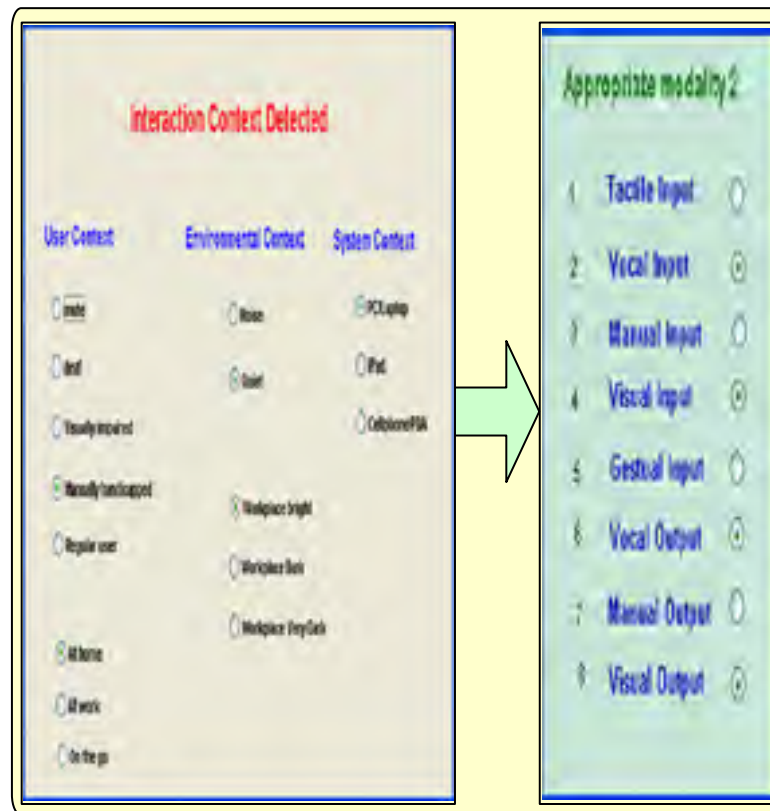 Interaction Context Detected
User Context
mute
deaf
Visually impaired
Manually handicapped
Regular user
At home
At work
On the go
Environmental Context
Noise
Quiet
Workplace bright
Workplace Dark
Workplace Very Dark
System Context
PC/Laptop
iPad
Cellphone/PDA
Appropriate modality 2
1 Tactile Input
2 Vocal Input
3 Manual Input
4 Visual Input
5 Gestual Input
6 Vocal Output
7 Manual Output
8 Visual Output